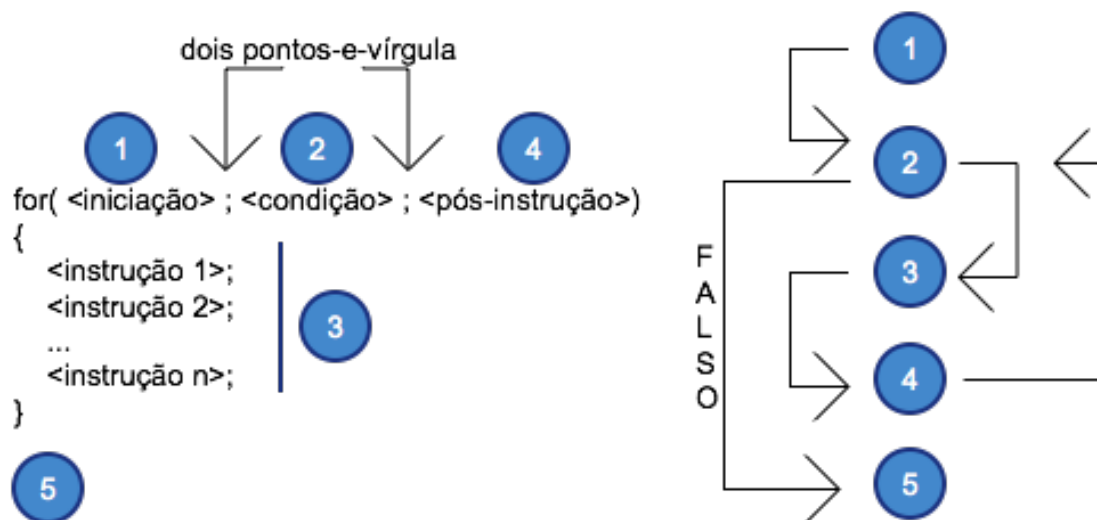 dois pontos-e-vírgula
1 2 4
for( <iniciação> ; <condição> ; <pós-instrução>)
{
<instrução 1>;
<instrução 2>;
...
<instrução n>;
}
3
5
1
2
3
4
5
FALSO